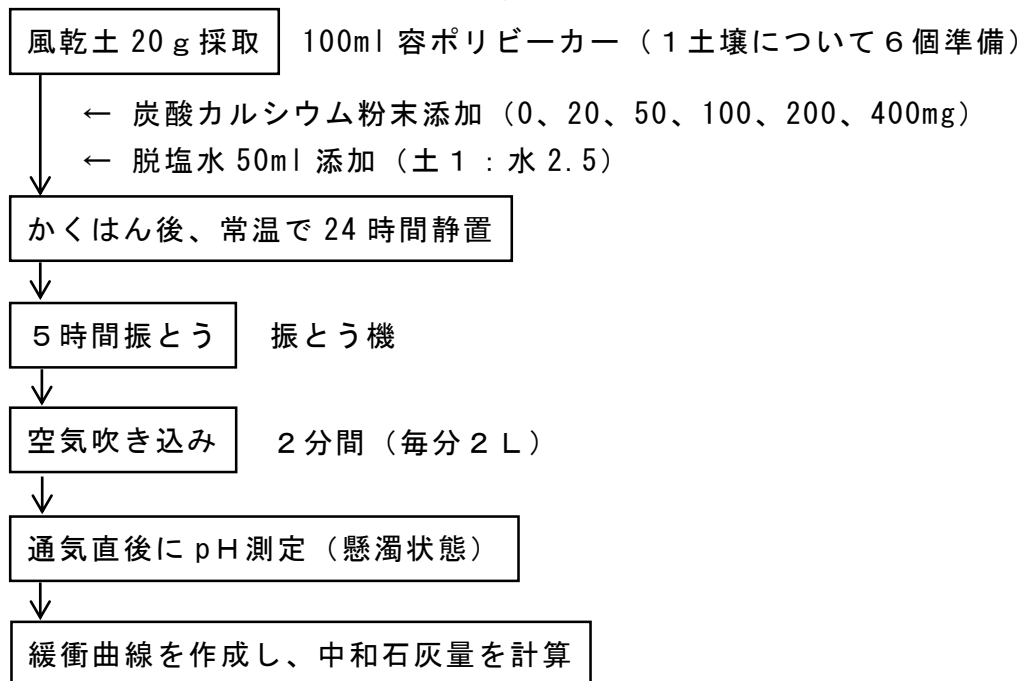 風乾土 20ｇ採取　100ml 容ポリビーカー（１土壌について６個準備）
← 炭酸カルシウム粉末添加（0、20、50、100、200、400mg）
← 脱塩水 50ml 添加（土１：水 2.5）
かくはん後、常温で 24 時間静置
５時間振とう　振とう機
空気吹き込み　２分間（毎分２Ｌ）
通気直後に pＨ測定（懸濁状態）
緩衝曲線を作成し、中和石灰量を計算